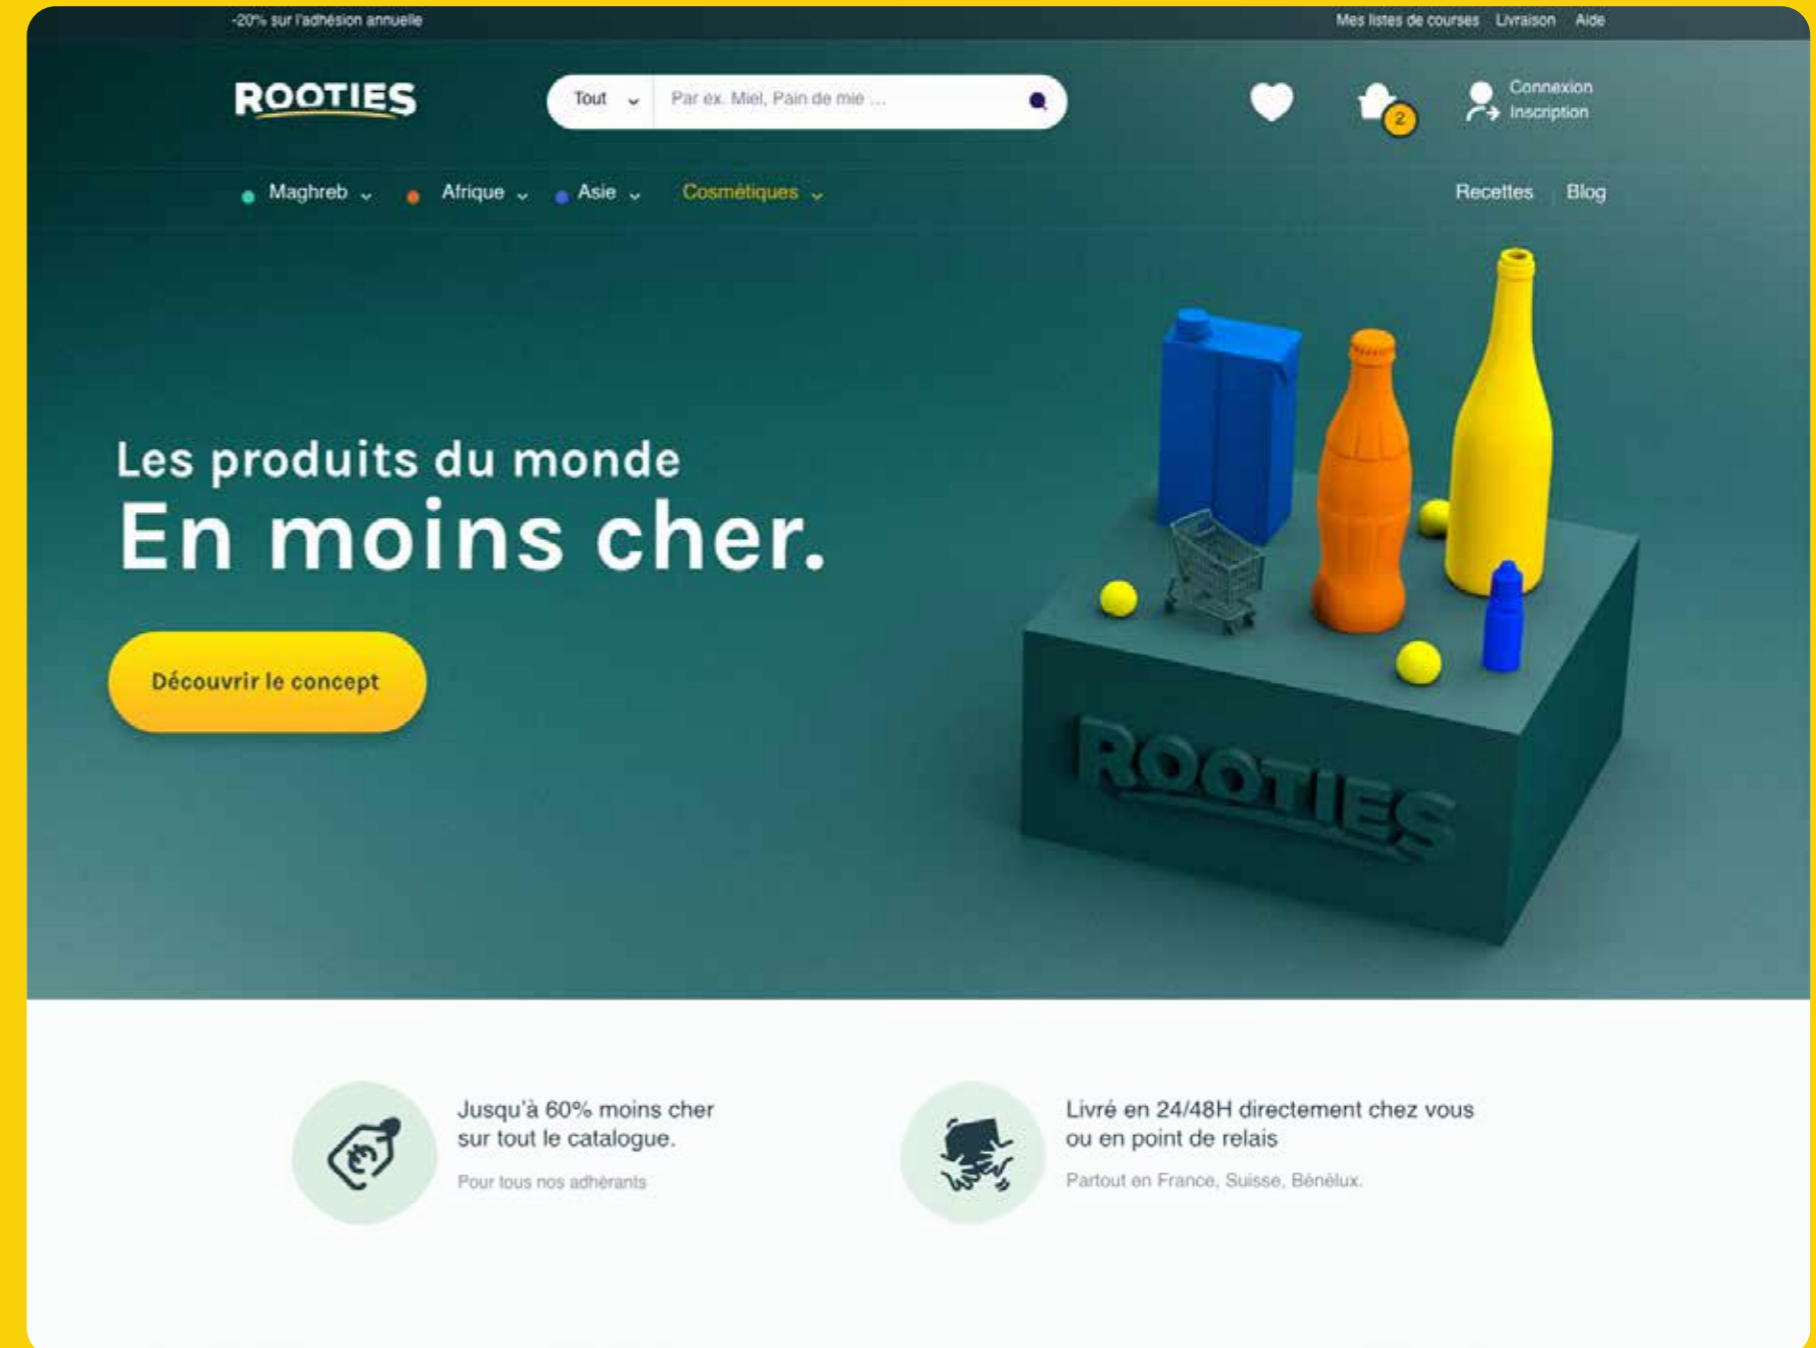 -20% sur l'adhésion annuelle
Mes listes de courses Livraison Aide
ROOTIES
Tout
Par ex. Miel, Pain de mie ...
2
Connexion
Inscription
Maghreb
Afrique
Asie
Cosmétiques
Recettes
Blog
Les produits du monde
En moins cher.
Découvrir le concept
ROOTIES
Jusqu'à 60% moins cher
sur tout le catalogue.
Pour tous nos adhérants
Livré en 24/48H directement chez vous
ou en point de relais
Partout en France, Suisse, Bénélux.